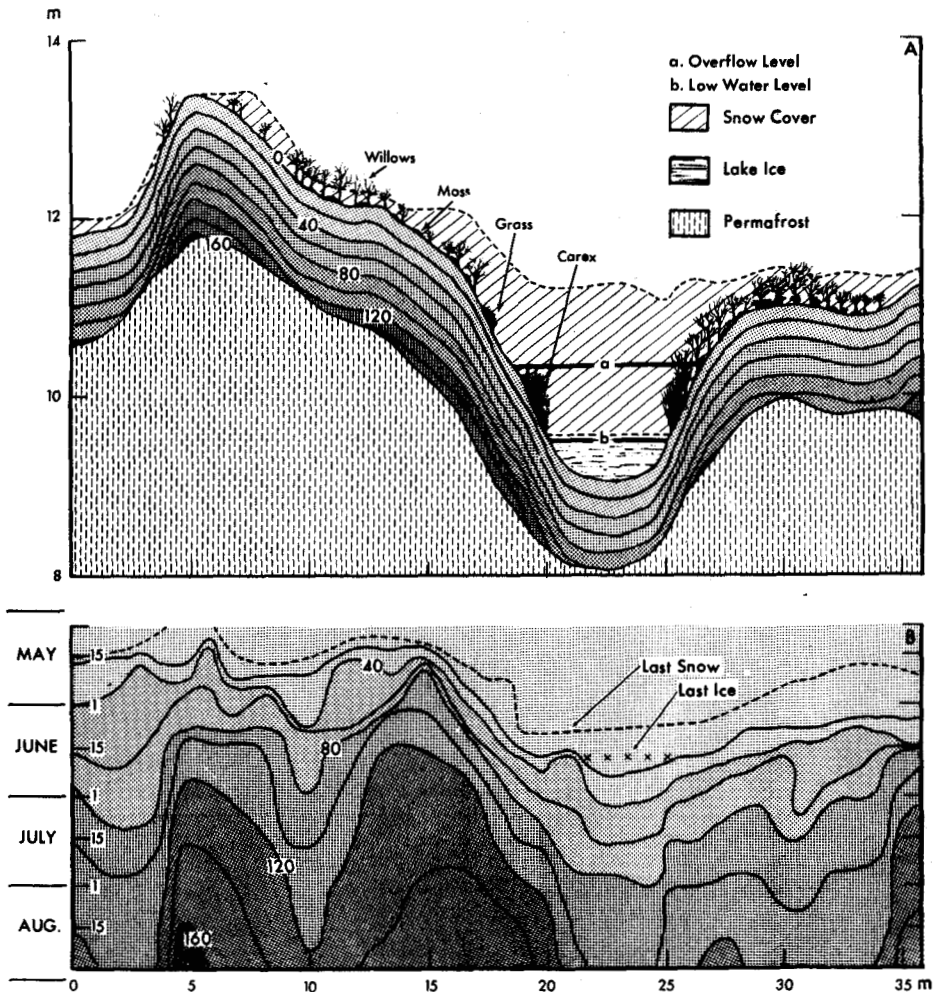 m
14
A
a. Overflow Level
b. Low Water Level
Snow Cover
Lake Ice
Permafrost
Willows
Moss
Grass
Carex
0
40
80
120
160
12
a
10
b
8
B
MAY
15
40
Last Snow
Last Ice
1
JUNE
15
80
1
JULY
15
120
1
AUG.
15
160
0
5
10
15
20
25
30
35 m